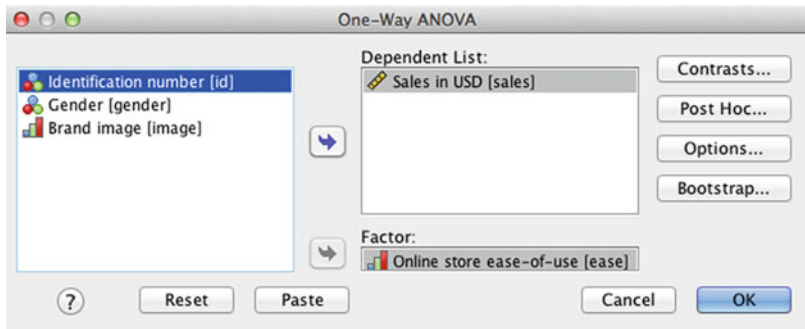 One-Way ANOVA
Identification number [id]
Gender [gender]
Brand image [image]
Dependent List:
Sales in USD [sales]
Factor:
Online store ease-of-use [ease]
Contrasts...
Post Hoc...
Options...
Bootstrap...
?
Reset
Paste
Cancel
OK